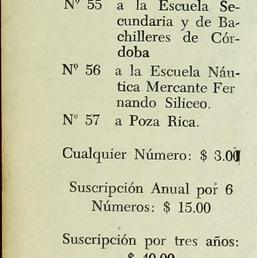 Nº 55 a la Escuela Se-
cundaria y de Ba-
chilleres de Cór-
doba
Nº 56 a la Escuela Náu-
tica Mercante Fer
nando Siliceo.
Nº 57 a Poza Rica.
Cualquier Número: $ 3.00
Suscripción Anual por 6
Números: $ 15.00
Suscripción por tres años:
$ 40.00